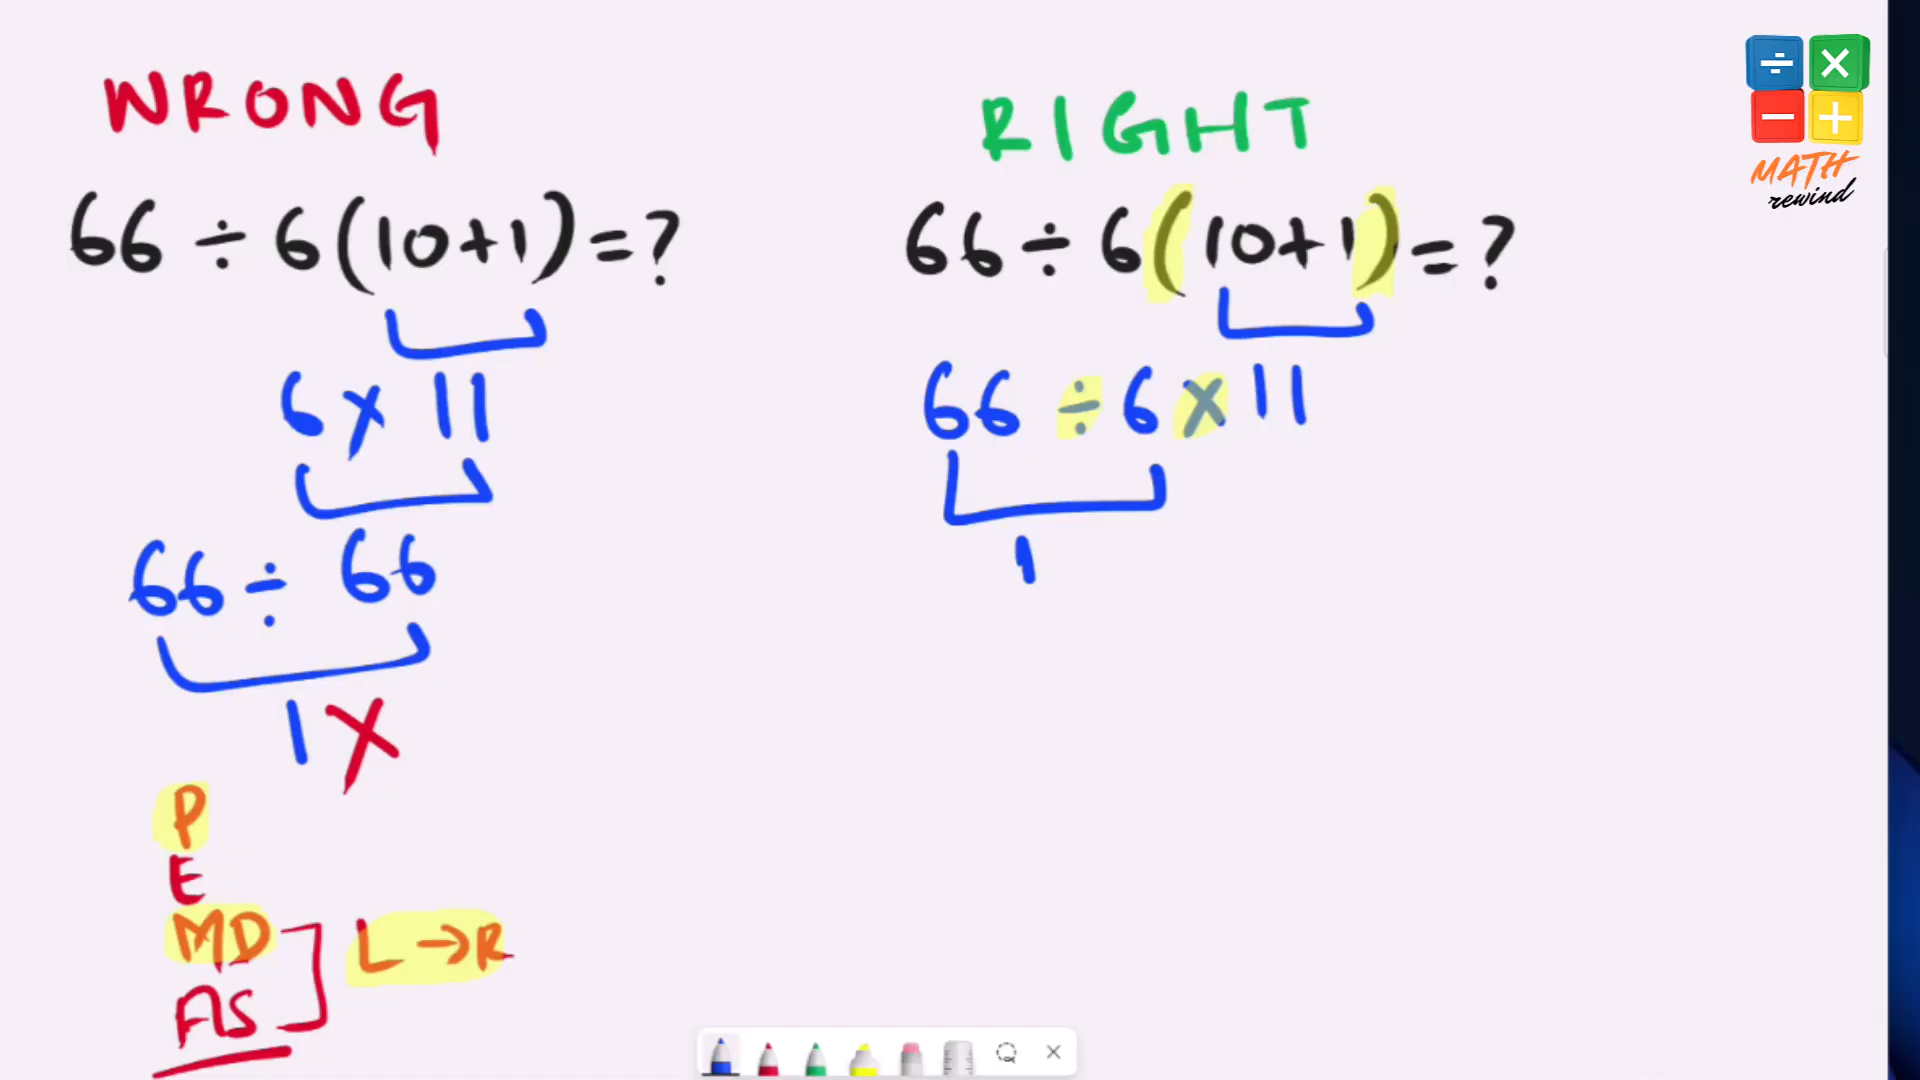 WRONG
66 ÷ 6(10+1)=?
6 x 11
66 ÷ 66
1 X
P
E
MD
AS
L → R
RIGHT
66 ÷ 6(10+1)=?
66 ÷ 6 x 11
1
÷ ×
− +
MATH
rewind